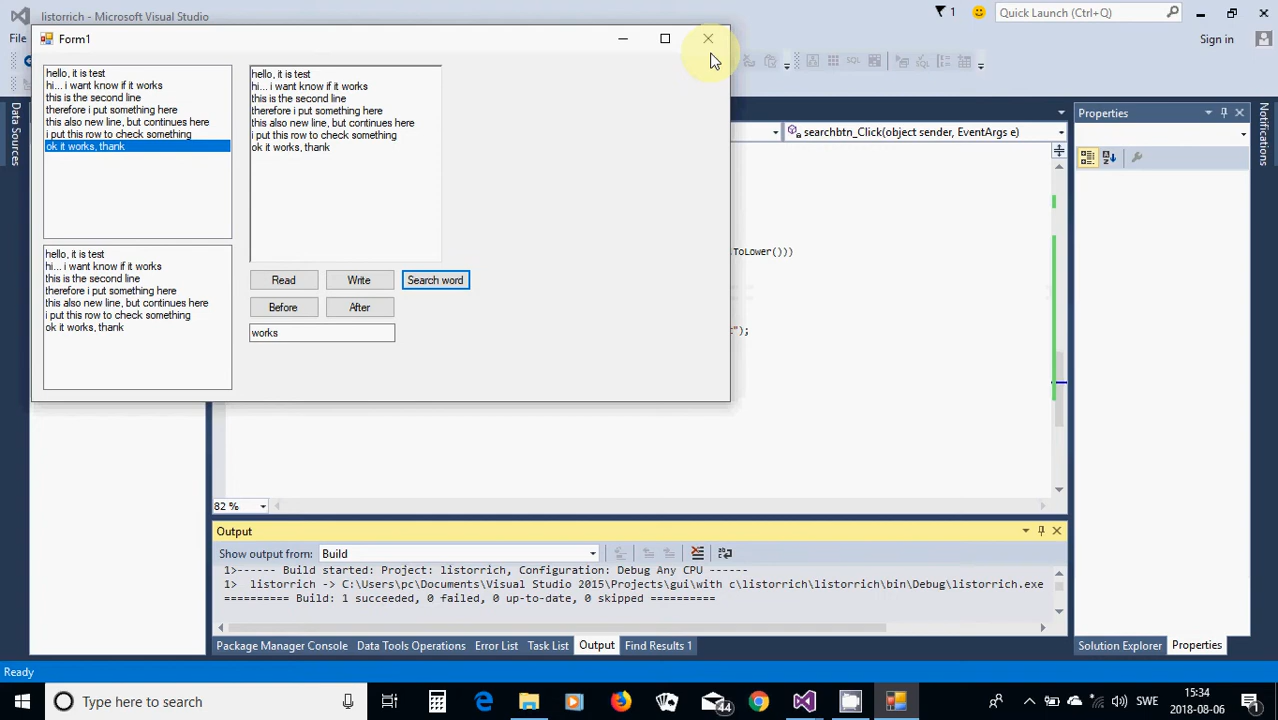 listorrich - Microsoft Visual Studio
1
Quick Launch (Ctrl+Q)
File
Sign in
Form1
hello, it is test
hi... i want know if it works
this is the second line
therefore i put something here
this also new line, but continues here
i put this row to check something
ok it works, thank
hello, it is test
hi... i want know if it works
this is the second line
therefore i put something here
this also new line, but continues here
i put this row to check something
ok it works, thank
hello, it is test
hi... i want know if it works
this is the second line
therefore i put something here
this also new line, but continues here
i put this row to check something
ok it works, thank
Read
Write
Search word
Before
After
works
Data Sources
searchbtn_Click(object sender, EventArgs e)
ToLower()))
");
82 %
Properties
Notifications
Output
Show output from:
Build
1>------ Build started: Project: listorrich, Configuration: Debug Any CPU ------
1>  listorrich -> C:\Users\pc\Documents\Visual Studio 2015\Projects\gui\with c\listorrich\listorrich\bin\Debug\listorrich.exe
========== Build: 1 succeeded, 0 failed, 0 up-to-date, 0 skipped ==========
Package Manager Console
Data Tools Operations
Error List
Task List
Output
Find Results 1
Solution Explorer
Properties
Ready
Type here to search
44
SWE
15:34
2018-08-06
1